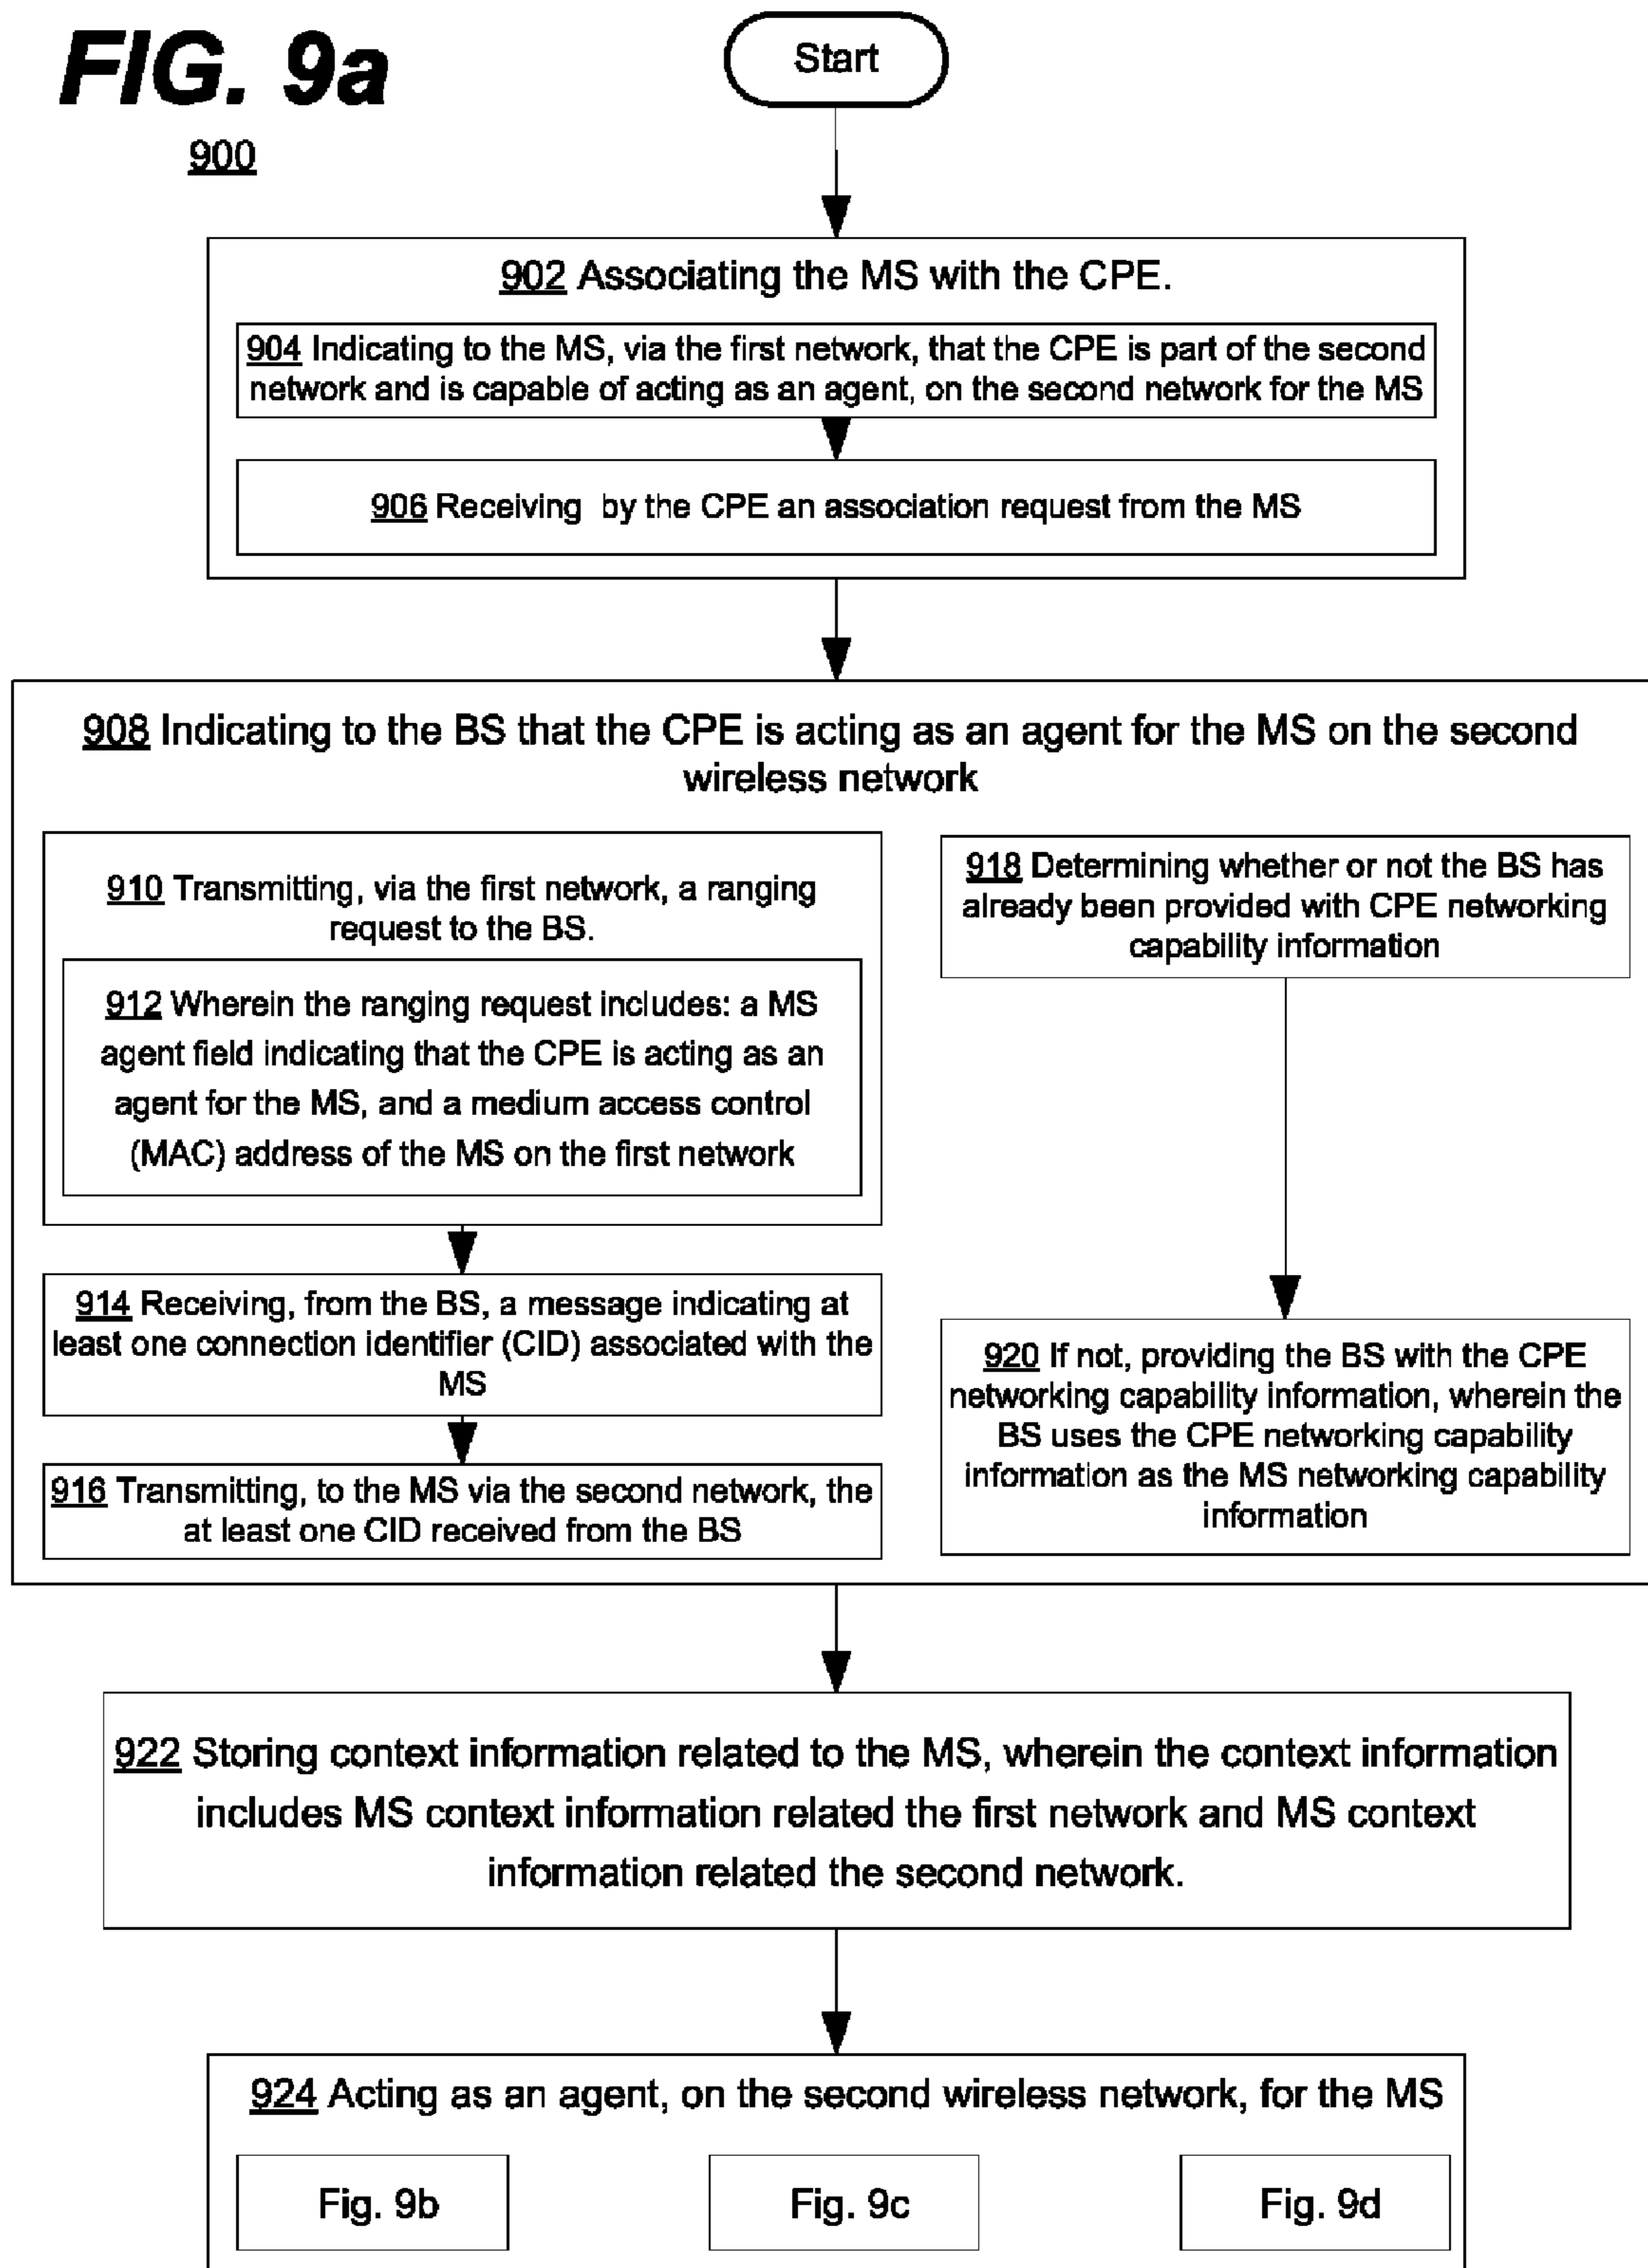 FIG. 9a
900
Start
902 Associating the MS with the CPE.
904 Indicating to the MS, via the first network, that the CPE is part of the second
network and is capable of acting as an agent, on the second network for the MS
906 Receiving by the CPE an association request from the MS
908 Indicating to the BS that the CPE is acting as an agent for the MS on the second
wireless network
910 Transmitting, via the first network, a ranging
request to the BS.
912 Wherein the ranging request includes: a MS
agent field indicating that the CPE is acting as an
agent for the MS, and a medium access control
(MAC) address of the MS on the first network
914 Receiving, from the BS, a message indicating at
least one connection identifier (CID) associated with the
MS
916 Transmitting, to the MS via the second network, the
at least one CID received from the BS
918 Determining whether or not the BS has
already been provided with CPE networking
capability information
920 If not, providing the BS with the CPE
networking capability information, wherein the
BS uses the CPE networking capability
information as the MS networking capability
information
922 Storing context information related to the MS, wherein the context information
includes MS context information related the first network and MS context
information related the second network.
924 Acting as an agent, on the second wireless network, for the MS
Fig. 9b
Fig. 9c
Fig. 9d